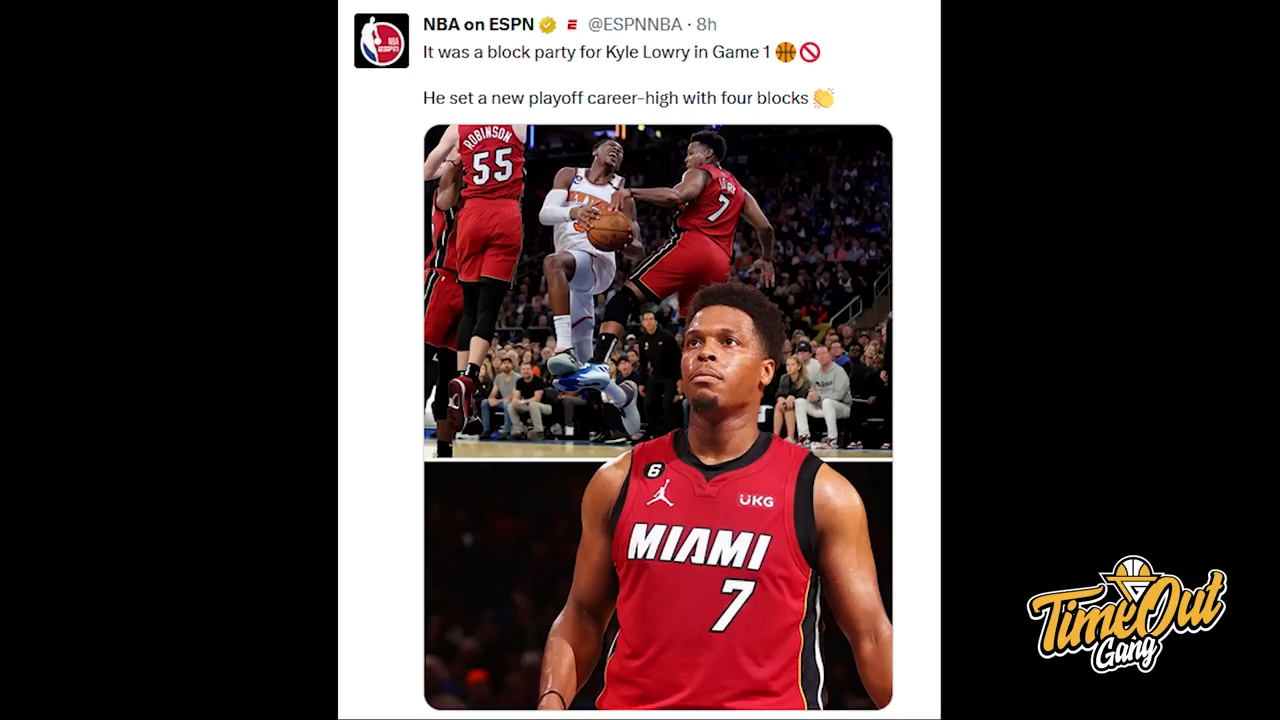 NBA on ESPN @ESPNNBA · 8h
It was a block party for Kyle Lowry in Game 1 🏀🚫
He set a new playoff career-high with four blocks 👏
ROBINSON
55
7
6
UKG
MIAMI
7
TimeOut
Gang